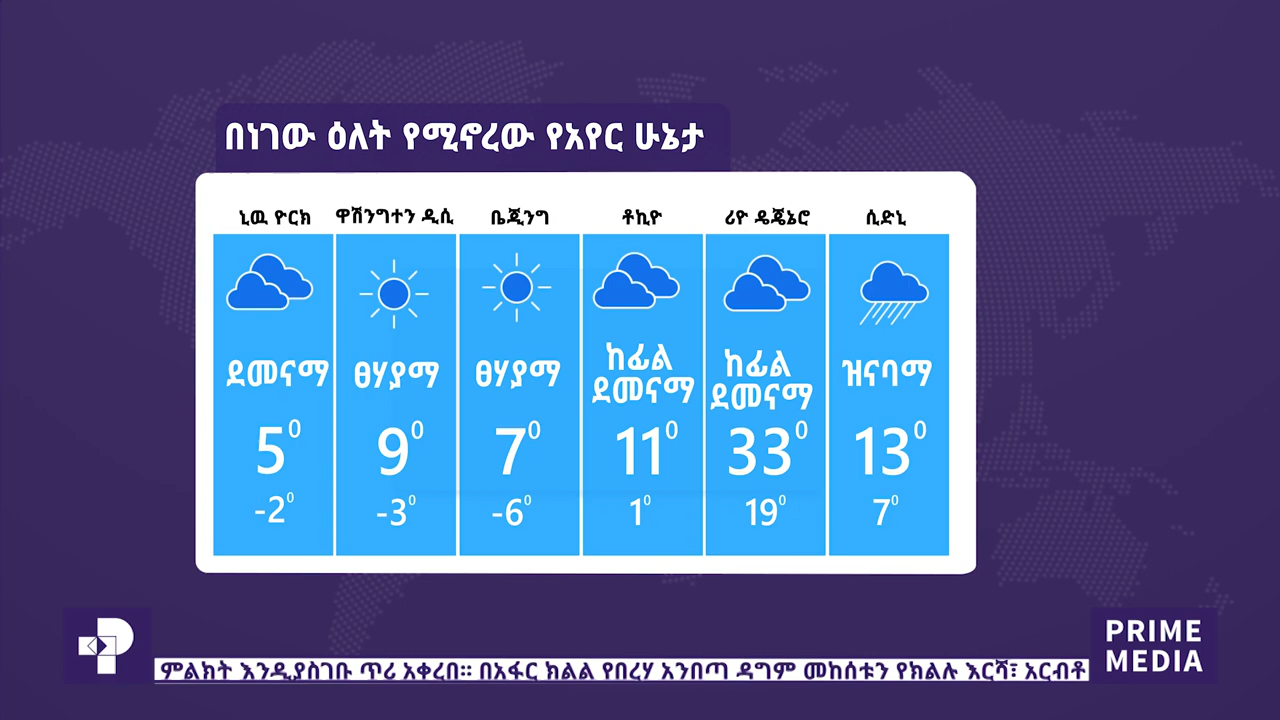 በነገው ዕለት የሚኖረው የአየር ሁኔታ
ኒዉ ዮርክ
ደመናማ
5⁰
-2⁰
ዋሽንግተን ዲሲ
ፀሃያማ
9⁰
-3⁰
ቤጂንግ
ፀሃያማ
7⁰
-6⁰
ቶኪዮ
ከፊል
ደመናማ
11⁰
1⁰
ሪዮ ዴጄኔሮ
ከፊል
ደመናማ
33⁰
19⁰
ሲድኒ
ዝናባማ
13⁰
7⁰
ምልክት እንዲያስገቡ ጥሪ አቀረበ። በአፋር ክልል የበረሃ አንበጣ ዳግም መከሰቱን የክልሉ እርሻ፣ አርብቶ
PRIME
MEDIA